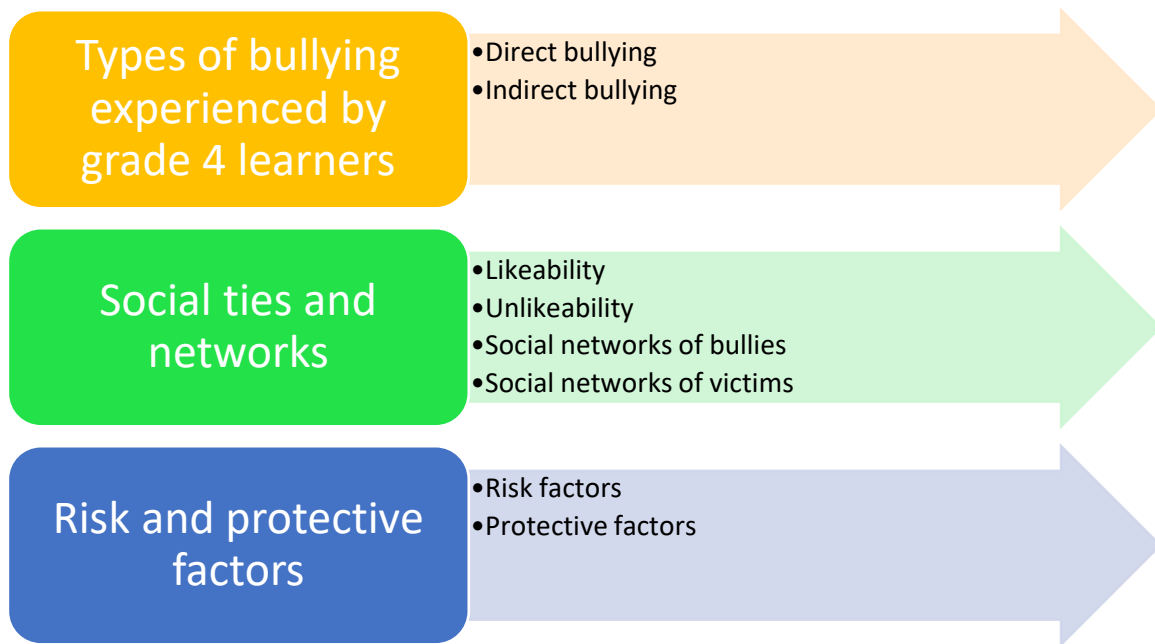 Types of bullying
experienced by
grade 4 learners
•Direct bullying
•Indirect bullying
Social ties and
networks
•Likeability
•Unlikeability
•Social networks of bullies
•Social networks of victims
Risk and protective
factors
•Risk factors
•Protective factors